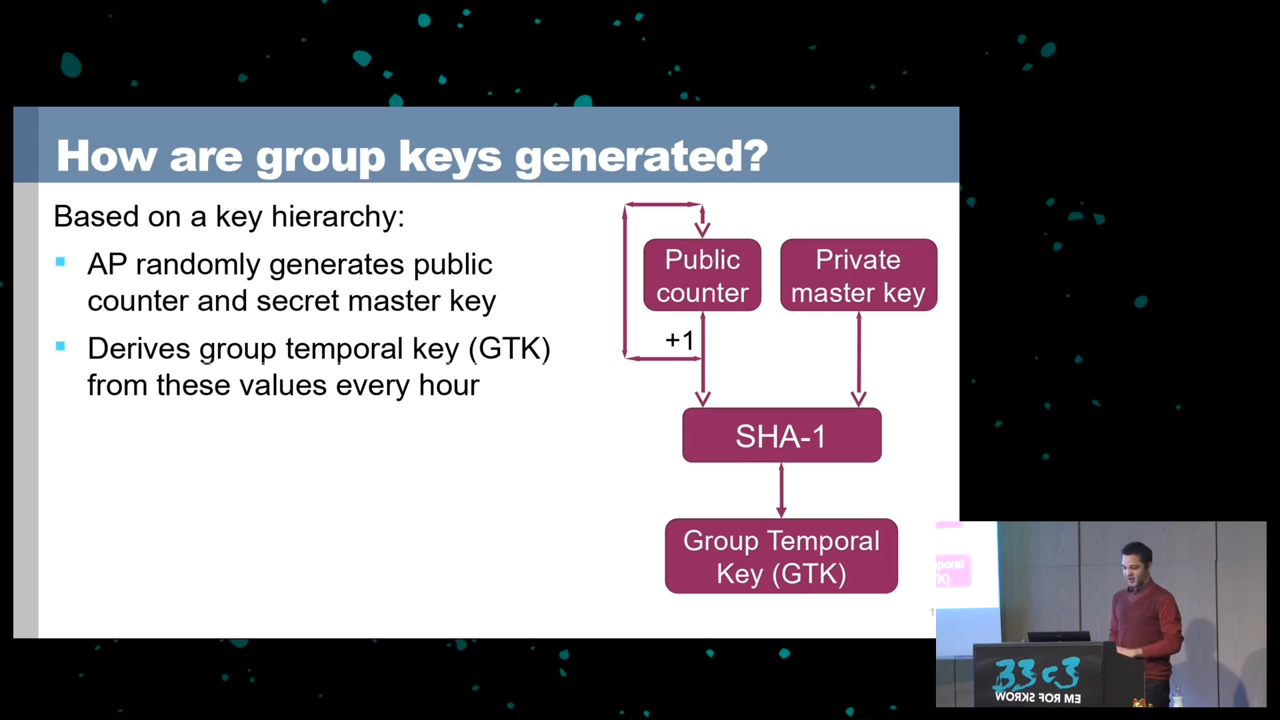 How are group keys generated?
Based on a key hierarchy:
AP randomly generates public
counter and secret master key
Derives group temporal key (GTK)
from these values every hour
Public
counter
Private
master key
+1
SHA-1
Group Temporal
Key (GTK)
33c3
WORKS FOR ME